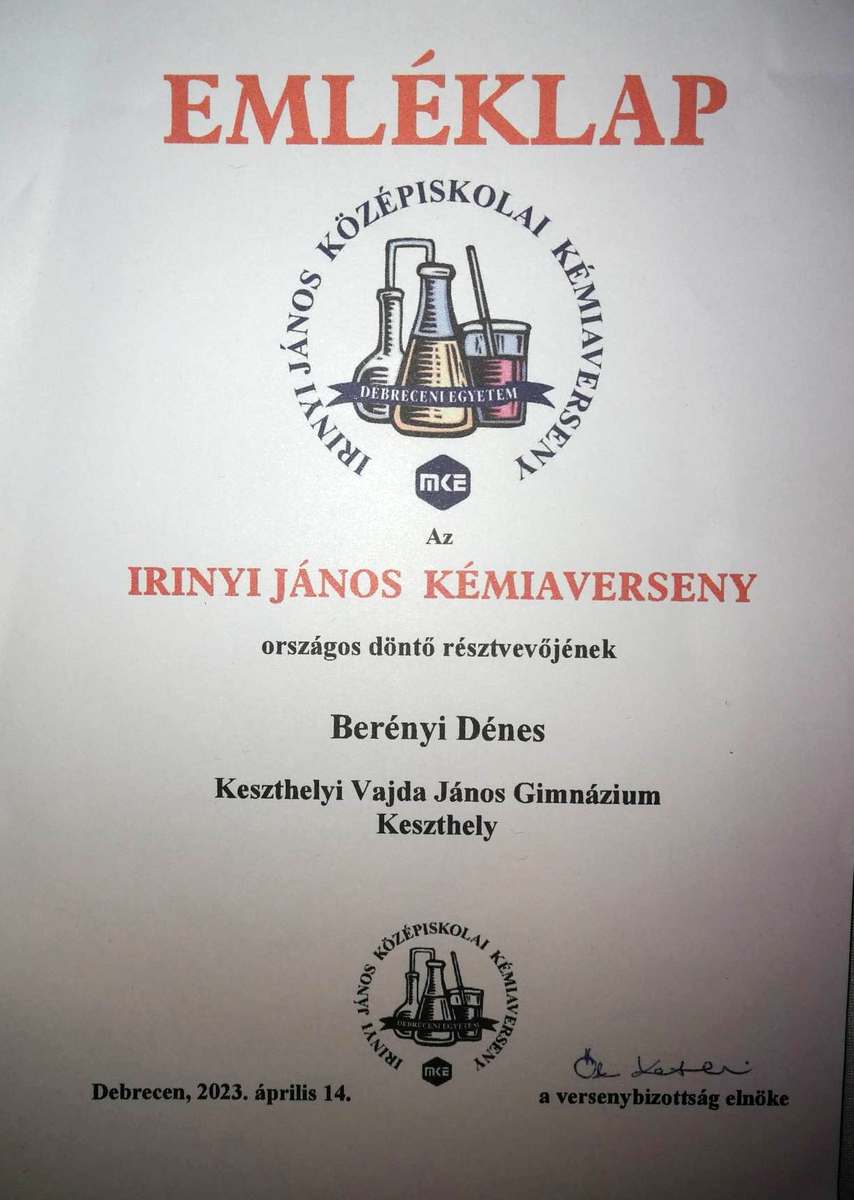 EMLÉKLAP
IRINYI JÁNOS KÖZÉPISKOLAI KÉMIAVERSENY
DEBRECENI EGYETEM
MKE
Az
IRINYI JÁNOS KÉMIAVERSENY
országos döntő résztvevőjének
Berényi Dénes
Keszthelyi Vajda János Gimnázium
Keszthely
IRINYI JÁNOS KÖZÉPISKOLAI KÉMIAVERSENY
DEBRECENI EGYETEM
MKE
Debrecen, 2023. április 14.
a versenybizottság elnöke